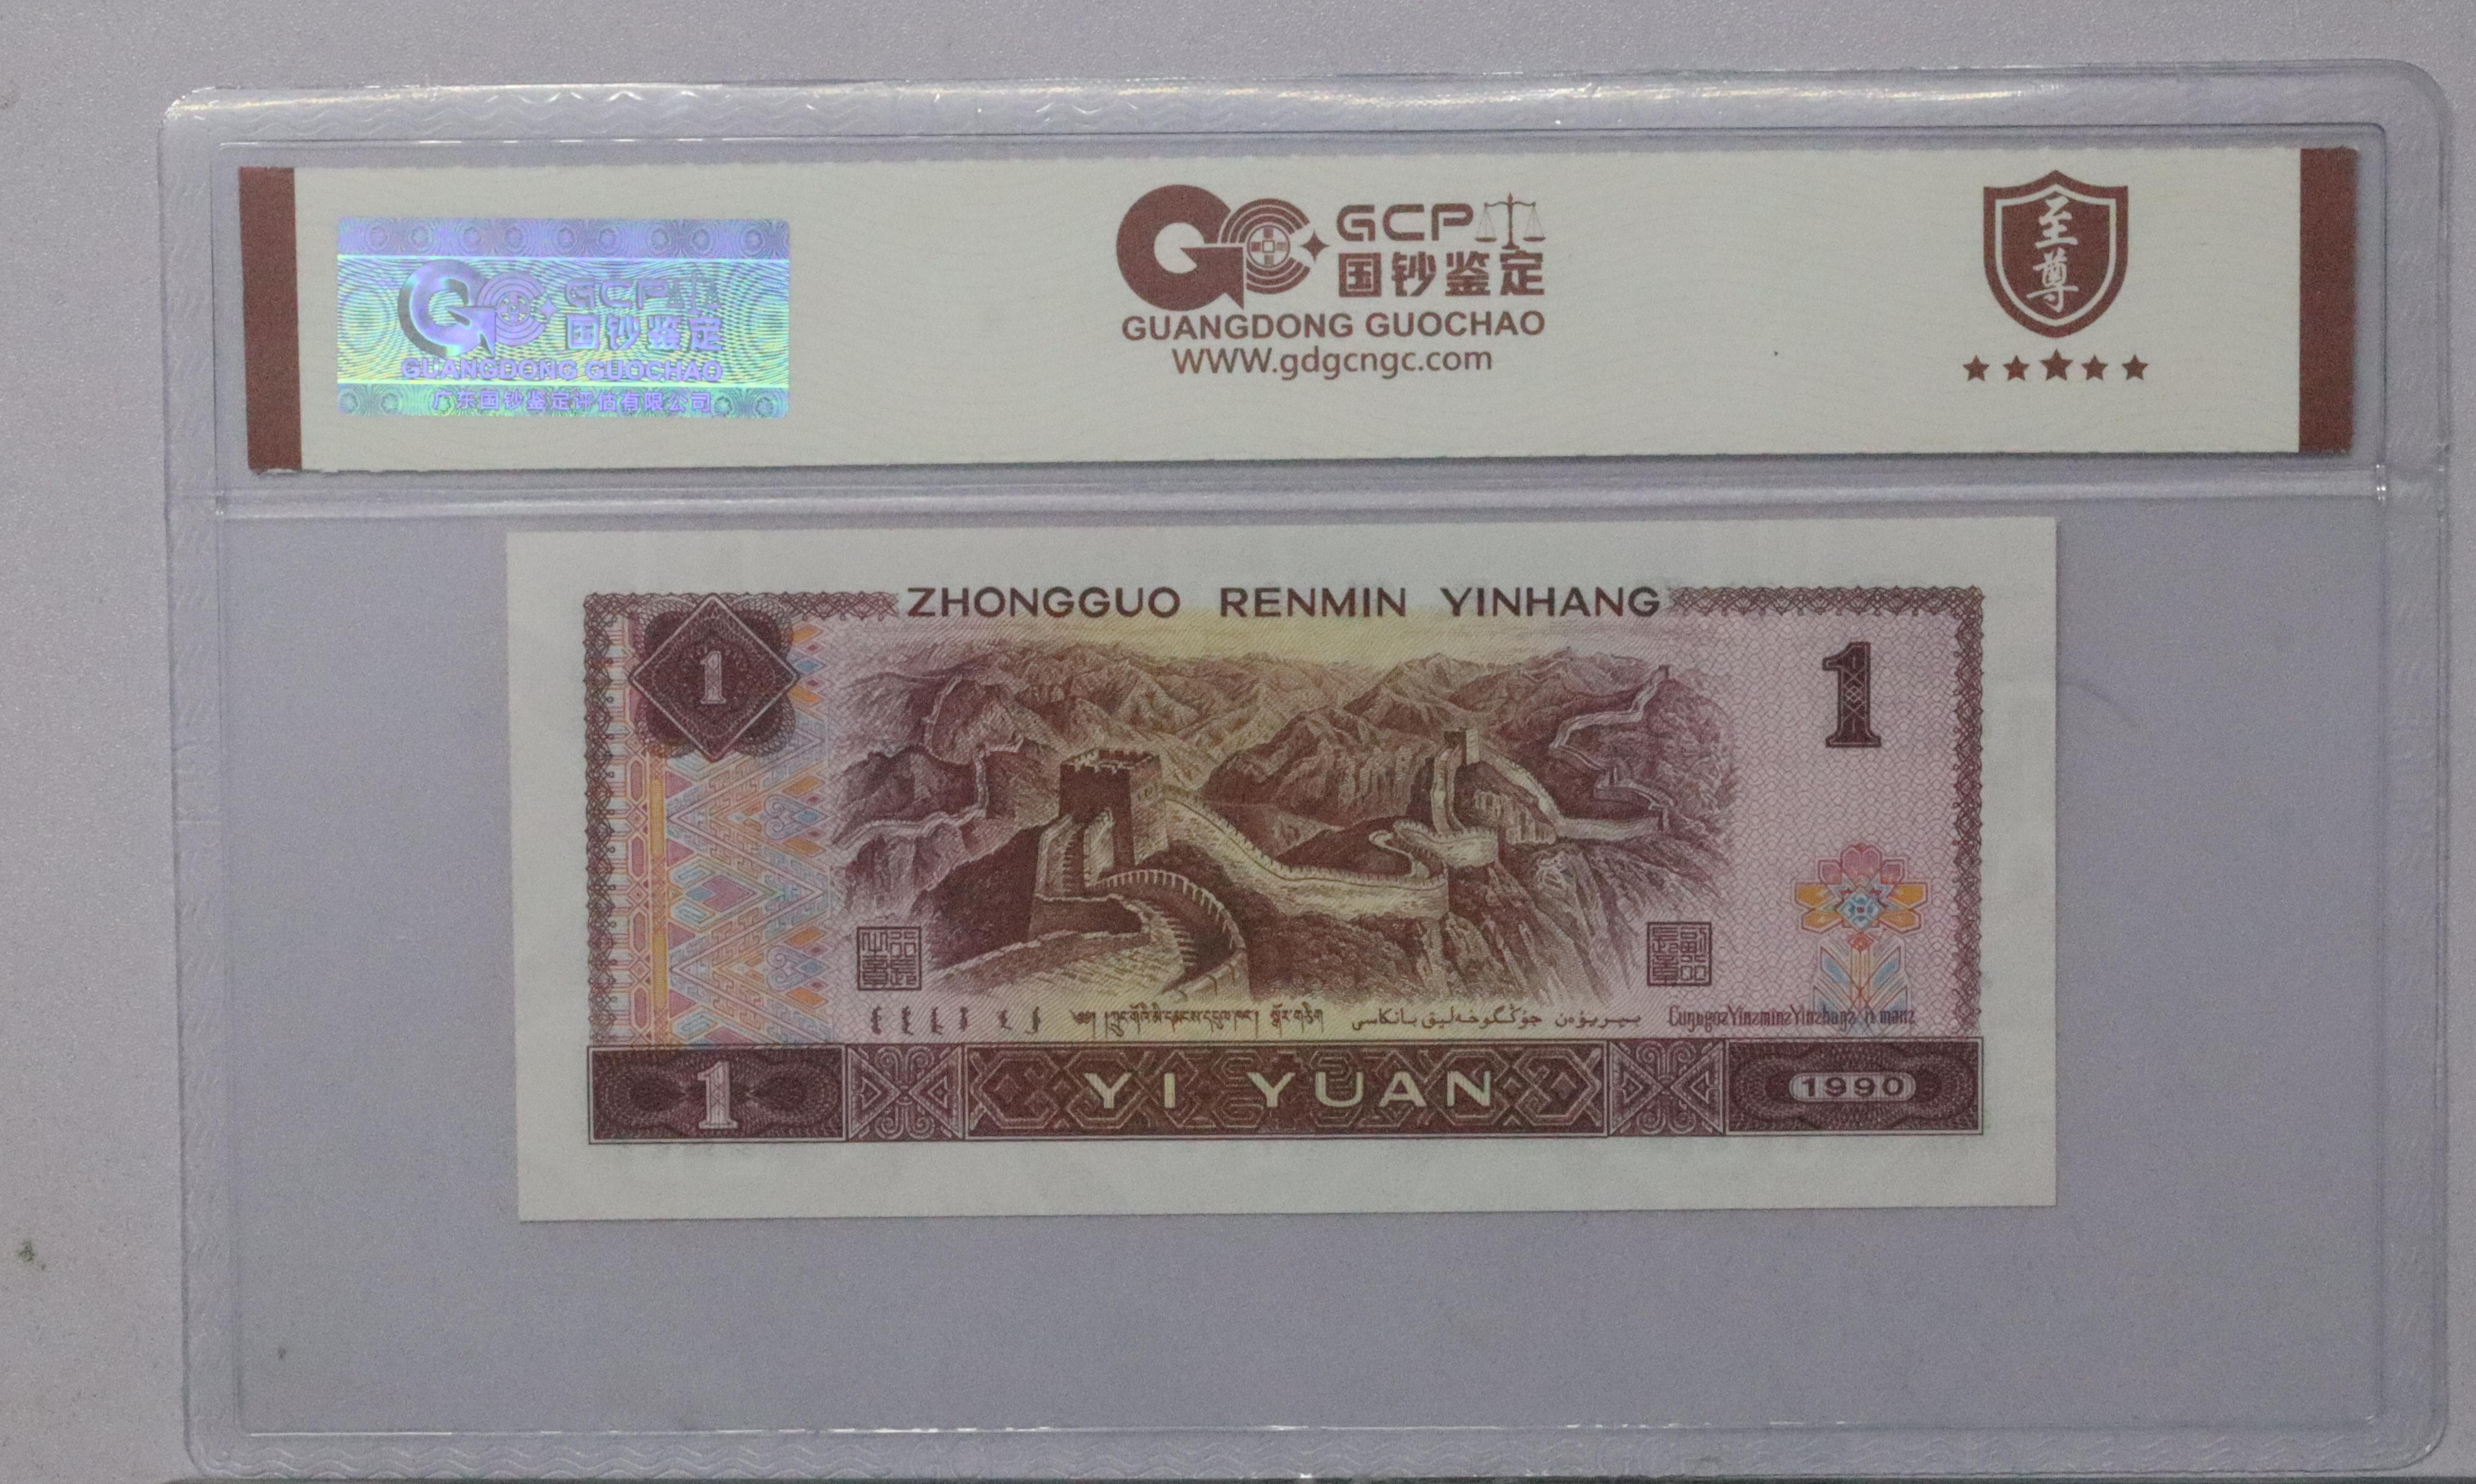 GCP
国钞鉴定
GUANGDONG GUOCHAO
广东国钞鉴定评估有限公司
GCP
国钞鉴定
GUANGDONG GUOCHAO
WWW.gdgcngc.com
至尊
ZHONGGUO RENMIN YINHANG
1
1
1
YI YUAN
1990